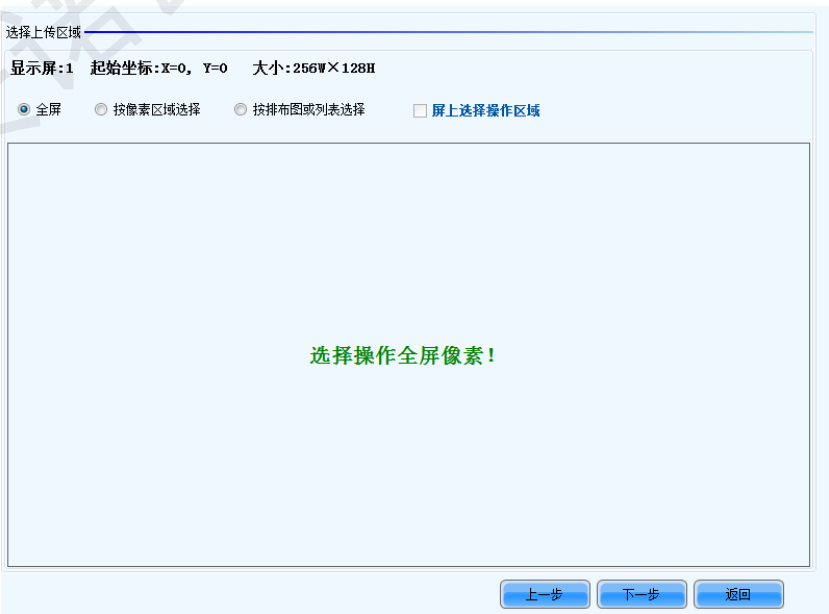 选择上传区域
显示屏:1 起始坐标:X=0, Y=0 大小:256W×128H
全屏 按像素区域选择 按排布图或列表选择 屏上选择操作区域
选择操作全屏像素!
上一步 下一步 返回